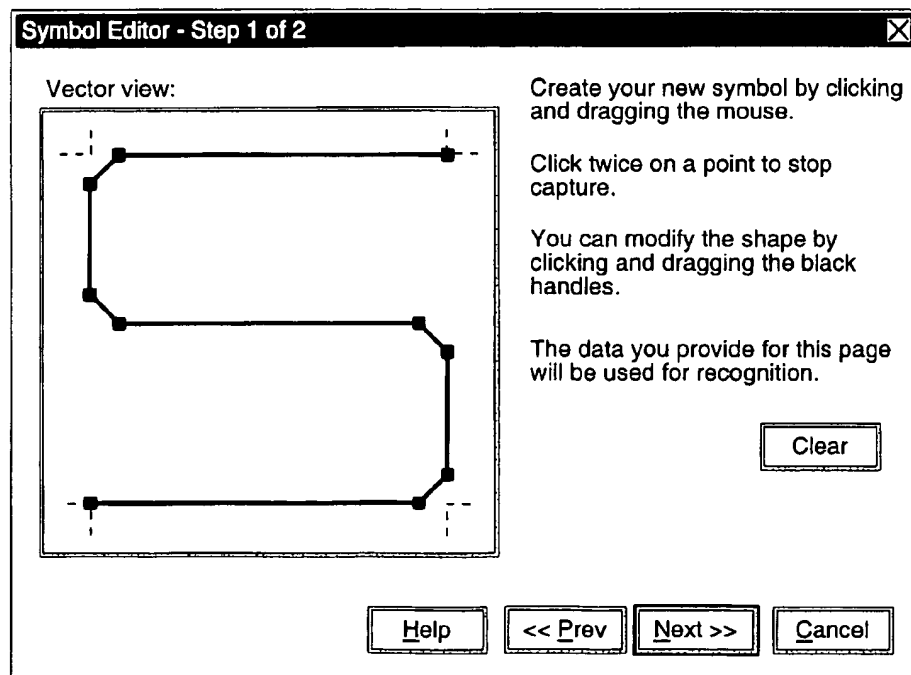 Symbol Editor - Step 1 of 2
Vector view:
Create your new symbol by clicking
and dragging the mouse.
Click twice on a point to stop
capture.
You can modify the shape by
clicking and dragging the black
handles.
The data you provide for this page
will be used for recognition.
Clear
Help
<< Prev
Next >>
Cancel